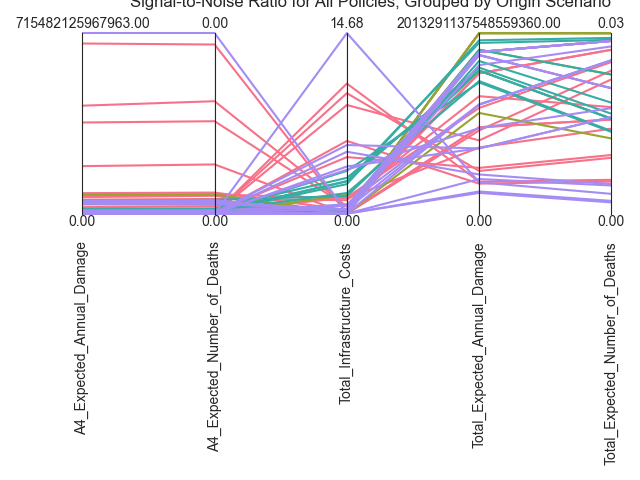 Signal-to-Noise Ratio for All Policies, Grouped by Origin Scenario
715482125967963.00 0.00 14.68 2013291137548559360.00 0.03
0.00 0.00 0.00 0.00 0.00
A4_Expected_Annual_Damage
A4_Expected_Number_of_Deaths
Total_Infrastructure_Costs
Total_Expected_Annual_Damage
Total_Expected_Number_of_Deaths